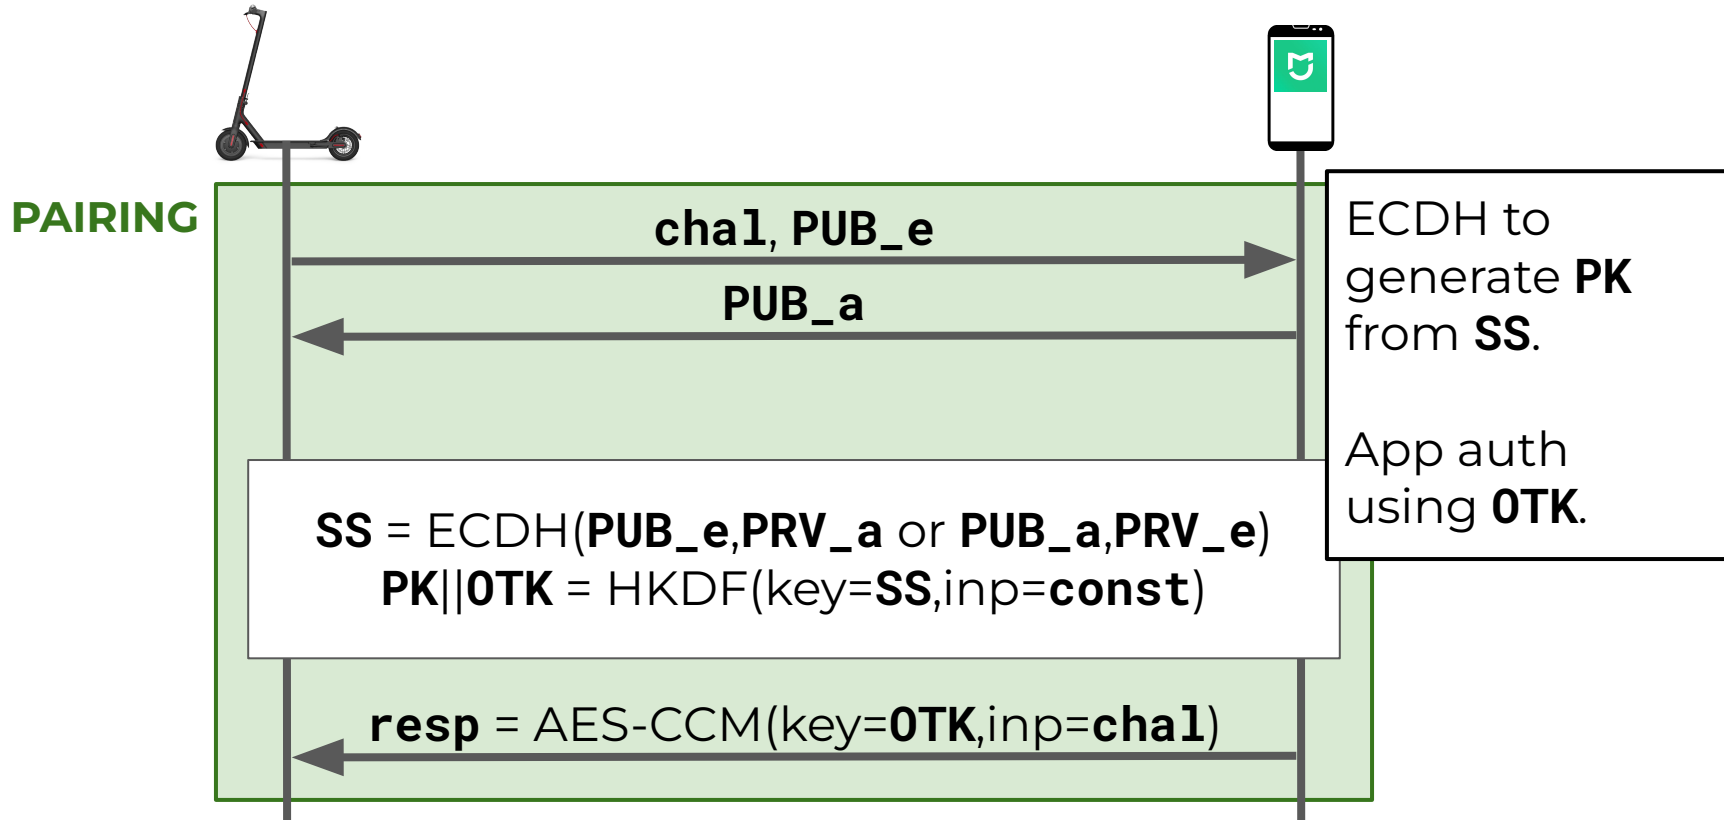 PAIRING
chal, PUB_e
PUB_a
ECDH to
generate PK
from SS.
App auth
using OTK.
SS = ECDH(PUB_e,PRV_a or PUB_a,PRV_e)
PK||OTK = HKDF(key=SS,inp=const)
resp = AES-CCM(key=OTK,inp=chal)